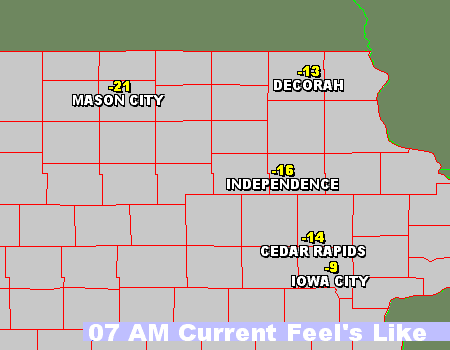 -13
DECORAH
-21
MASON CITY
-16
INDEPENDENCE
-14
CEDAR RAPIDS
-9
IOWA CITY
07 AM Current Feel's Like